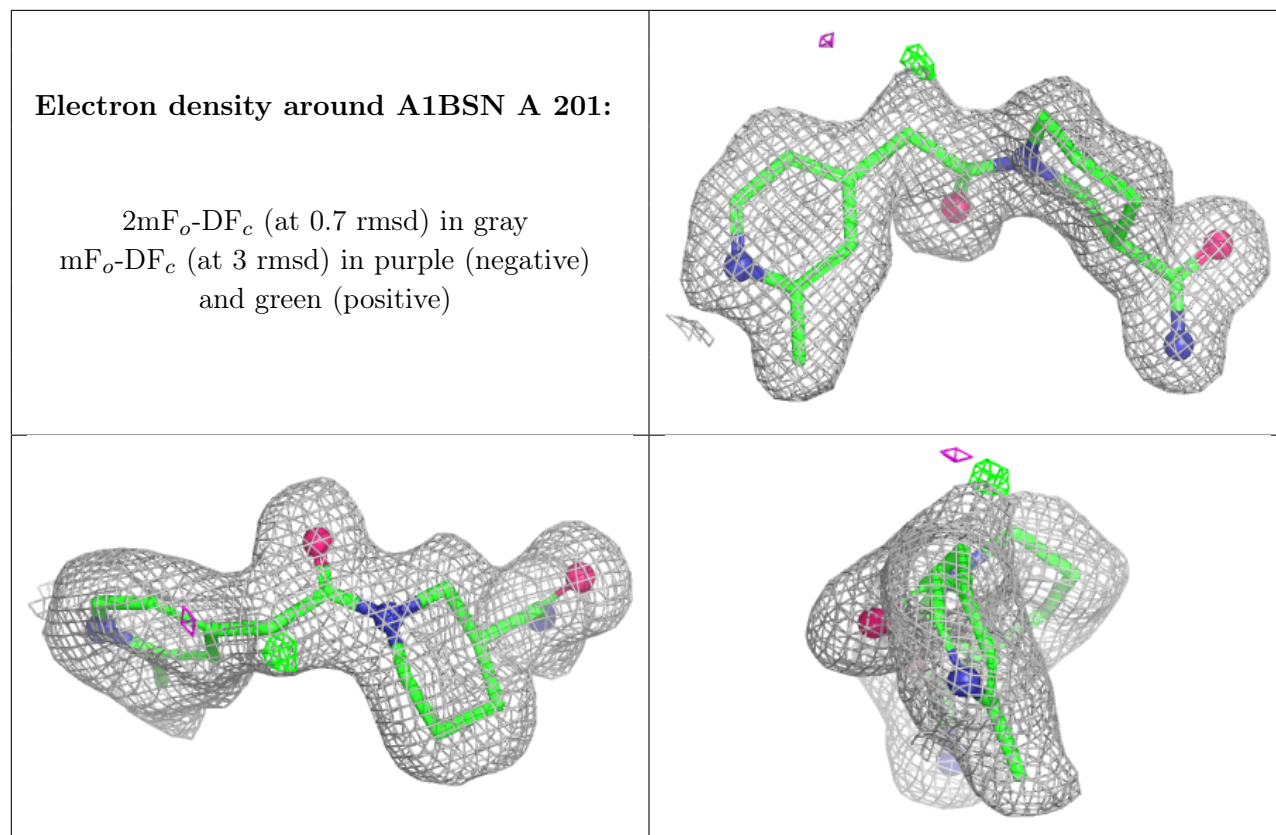 Electron density around A1BSN A 201:
2mFo-DFc (at 0.7 rmsd) in gray
mFo-DFc (at 3 rmsd) in purple (negative)
and green (positive)